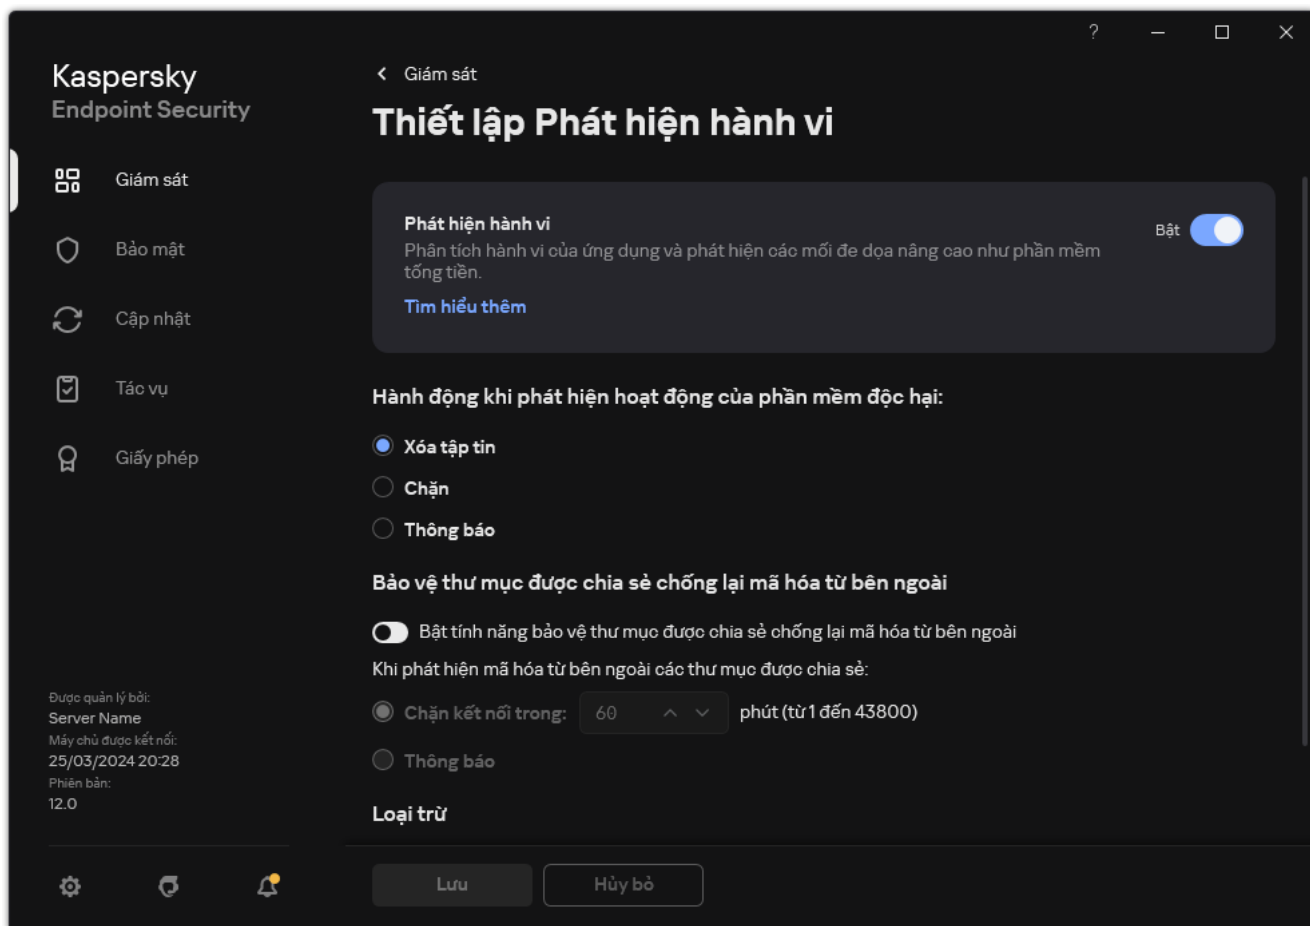 ?
Kaspersky
Endpoint Security
Giám sát
Bảo mật
Cập nhật
Tác vụ
Giấy phép
Được quản lý bởi:
Server Name
Máy chủ được kết nối:
25/03/2024 20:28
Phiên bản:
12.0
Giám sát
Thiết lập Phát hiện hành vi
Phát hiện hành vi
Bật
Phân tích hành vi của ứng dụng và phát hiện các mối đe dọa nâng cao như phần mềm
tống tiền.
Tìm hiểu thêm
Hành động khi phát hiện hoạt động của phần mềm độc hại:
Xóa tập tin
Chặn
Thông báo
Bảo vệ thư mục được chia sẻ chống lại mã hóa từ bên ngoài
Bật tính năng bảo vệ thư mục được chia sẻ chống lại mã hóa từ bên ngoài
Khi phát hiện mã hóa từ bên ngoài các thư mục được chia sẻ:
Chặn kết nối trong: 60 phút (từ 1 đến 43800)
Thông báo
Loại trừ
Lưu Hủy bỏ